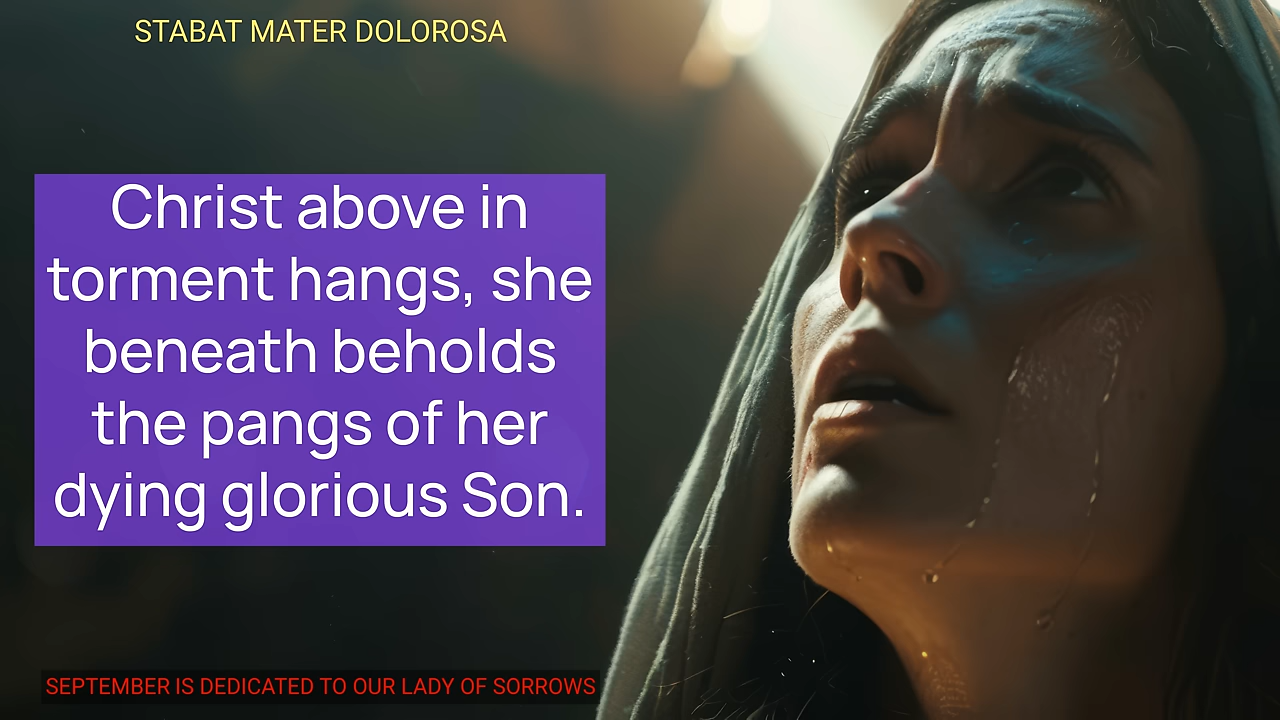 STABAT MATER DOLOROSA
Christ above in
torment hangs, she
beneath beholds
the pangs of her
dying glorious Son.
SEPTEMBER IS DEDICATED TO OUR LADY OF SORROWS